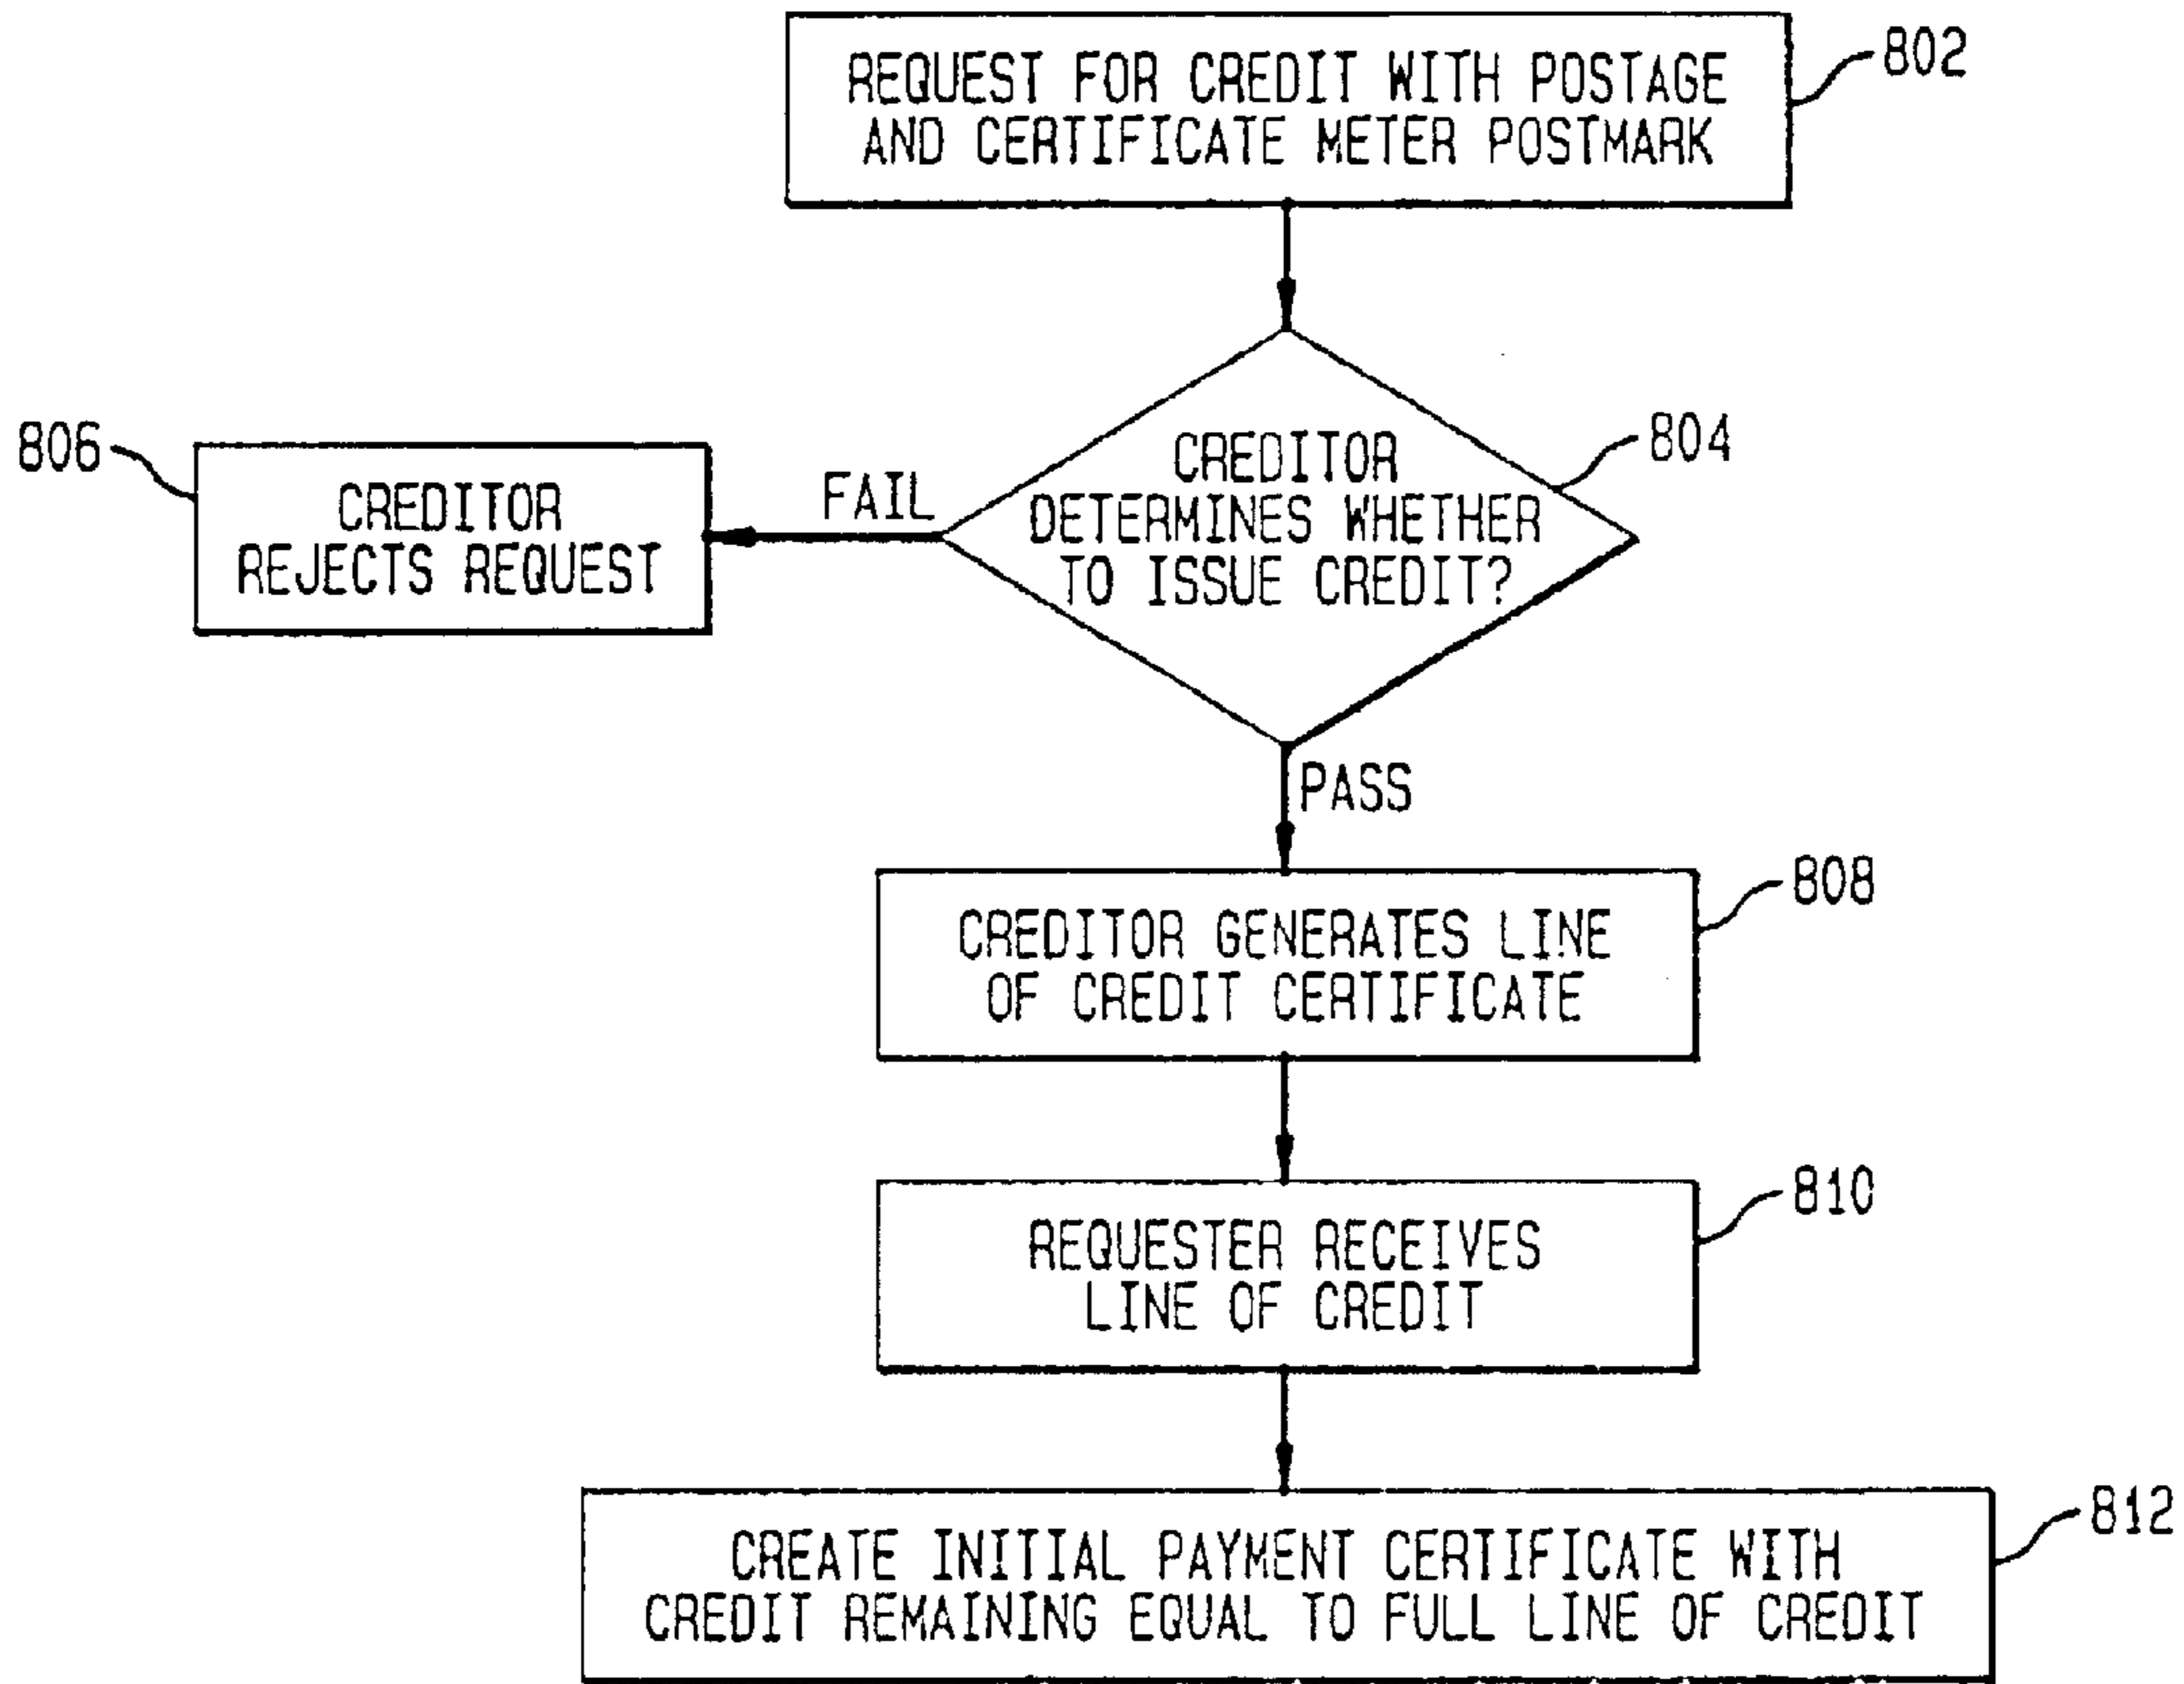 REQUEST FOR CREDIT WITH POSTAGE
AND CERTIFICATE METER POSTMARK
802
CREDITOR
DETERMINES WHETHER
TO ISSUE CREDIT?
804
FAIL
806
CREDITOR
REJECTS REQUEST
PASS
CREDITOR GENERATES LINE
OF CREDIT CERTIFICATE
808
REQUESTER RECEIVES
LINE OF CREDIT
810
CREATE INITIAL PAYMENT CERTIFICATE WITH
CREDIT REMAINING EQUAL TO FULL LINE OF CREDIT
812